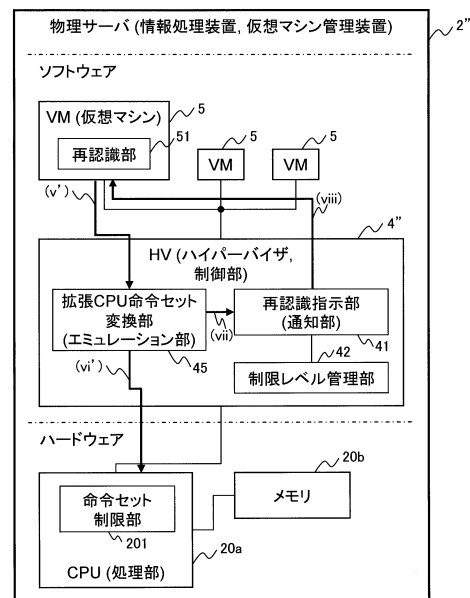 物理サーバ (情報処理装置, 仮想マシン管理装置)
2"
ソフトウェア
5
VM (仮想マシン)
51
再認識部
5
VM
5
VM
(v')
(viii)
4"
HV (ハイパーバイザ,
制御部)
拡張CPU命令セット
変換部
(エミュレーション部)
(vii)
再認識指示部
(通知部)
45
41
42
(vi')
制限レベル管理部
ハードウェア
20b
命令セット
制限部
201
メモリ
20a
CPU (処理部)